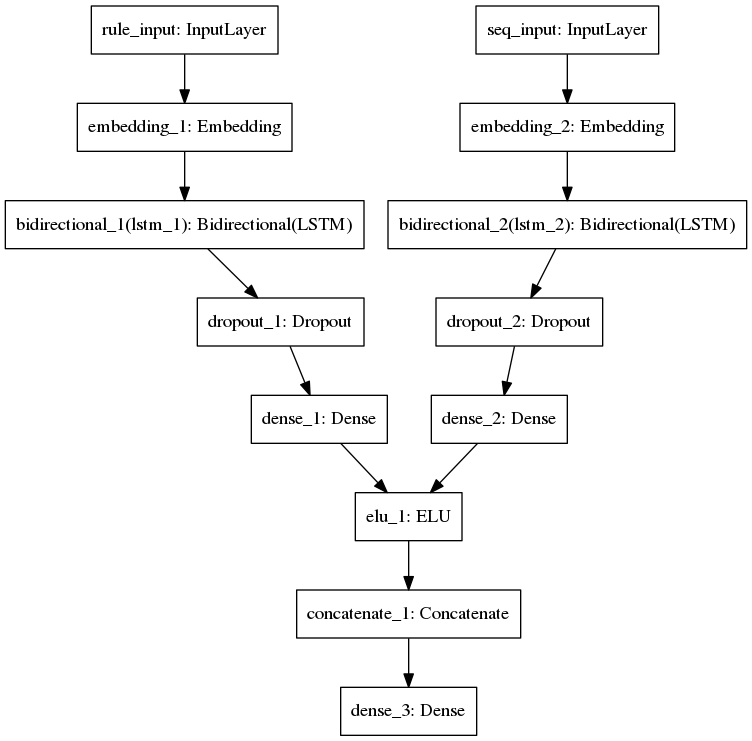 rule_input: InputLayer
seq_input: InputLayer
embedding_1: Embedding
embedding_2: Embedding
bidirectional_1(lstm_1): Bidirectional(LSTM)
bidirectional_2(lstm_2): Bidirectional(LSTM)
dropout_1: Dropout
dropout_2: Dropout
dense_1: Dense
dense_2: Dense
elu_1: ELU
concatenate_1: Concatenate
dense_3: Dense